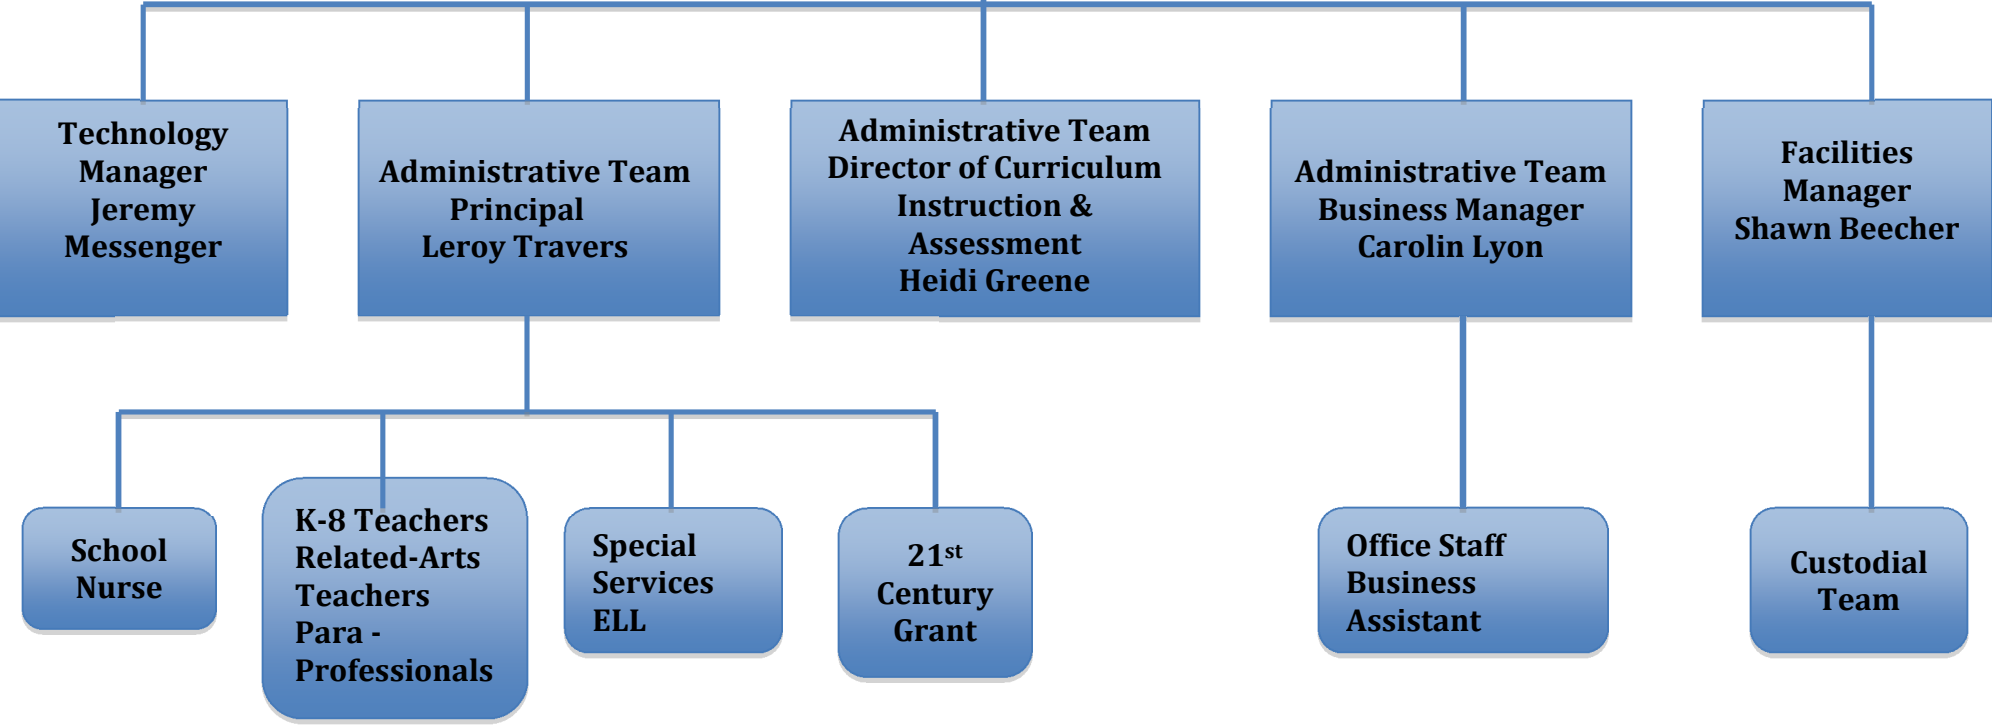 Technology
Manager
Jeremy
Messenger
Administrative Team
Principal
Leroy Travers
Administrative Team
Director of Curriculum
Instruction &
Assessment
Heidi Greene
Administrative Team
Business Manager
Carolin Lyon
Facilities
Manager
Shawn Beecher
School
Nurse
K-8 Teachers
Related-Arts
Teachers
Para -
Professionals
Special
Services
ELL
21st
Century
Grant
Office Staff
Business
Assistant
Custodial
Team